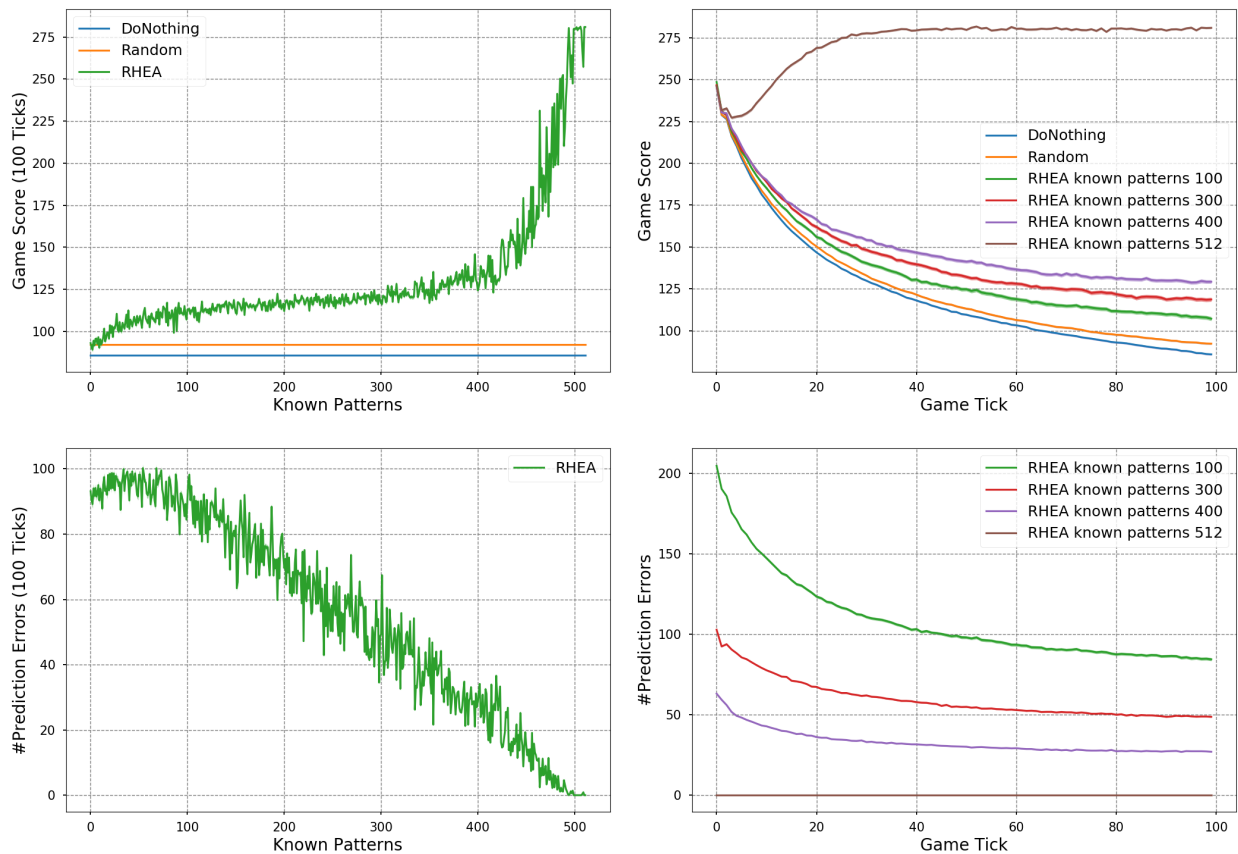 275
250
225
200
175
150
125
100
Game Score (100 Ticks)
DoNothing
Random
RHEA
0 100 200 300 400 500
Known Patterns
275
250
225
200
175
150
125
100
Game Score
DoNothing
Random
RHEA known patterns 100
RHEA known patterns 300
RHEA known patterns 400
RHEA known patterns 512
0 20 40 60 80 100
Game Tick
100
80
60
40
20
0
#Prediction Errors (100 Ticks)
RHEA
0 100 200 300 400 500
Known Patterns
200
150
100
50
0
#Prediction Errors
RHEA known patterns 100
RHEA known patterns 300
RHEA known patterns 400
RHEA known patterns 512
0 20 40 60 80 100
Game Tick